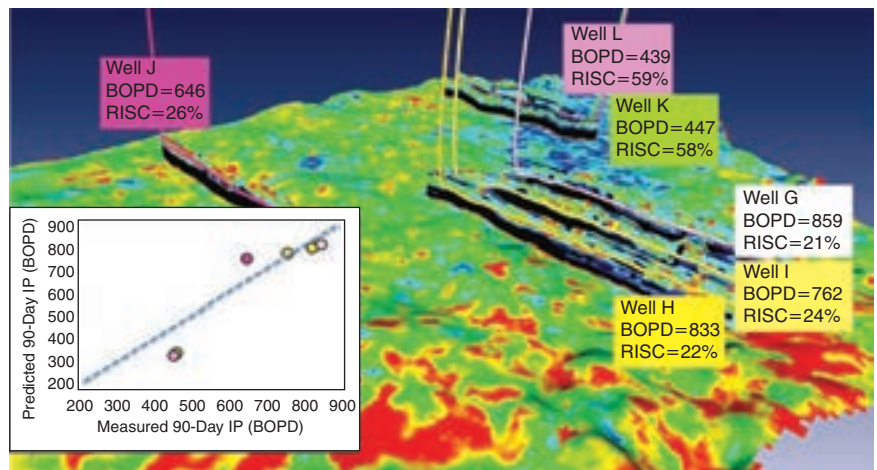 Well J
BOPD=646
RISC=26%
Well L
BOPD=439
RISC=59%
Well K
BOPD=447
RISC=58%
Well G
BOPD=859
RISC=21%
Well I
BOPD=762
RISC=24%
Well H
BOPD=833
RISC=22%
Predicted 90-Day IP (BOPD)
900
800
700
600
500
400
300
200
200 300 400 500 600 700 800 900
Measured 90-Day IP (BOPD)